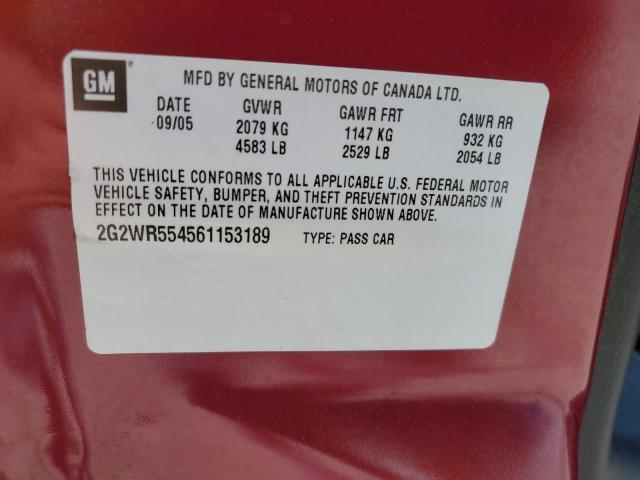 GM
MFD BY GENERAL MOTORS OF CANADA LTD.
DATE GVWR GAWR FRT GAWR RR
09/05 2079 KG 1147 KG 932 KG
4583 LB 2529 LB 2054 LB
THIS VEHICLE CONFORMS TO ALL APPLICABLE U.S. FEDERAL MOTOR
VEHICLE SAFETY, BUMPER, AND THEFT PREVENTION STANDARDS IN
EFFECT ON THE DATE OF MANUFACTURE SHOWN ABOVE.
2G2WR554561153189 TYPE: PASS CAR